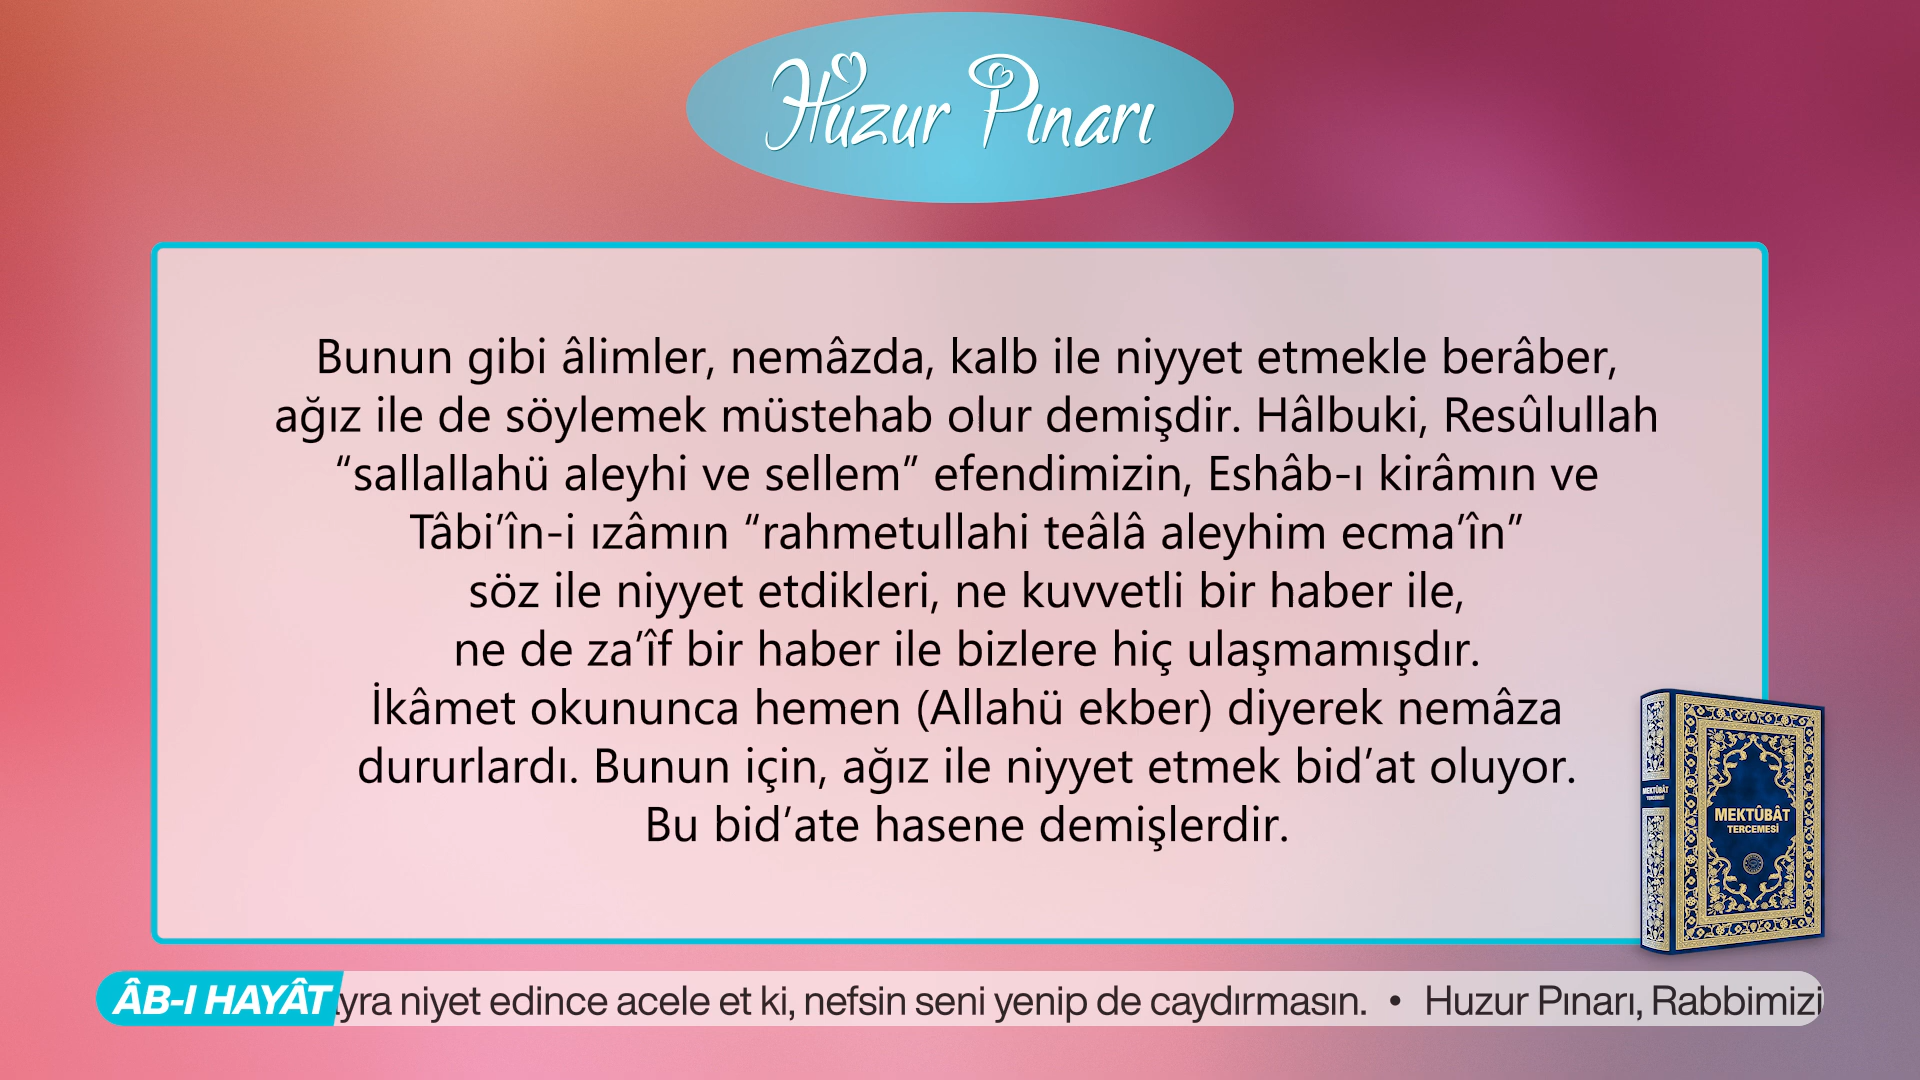 Huzur Pınarı
Bunun gibi âlimler, nemâzda, kalb ile niyyet etmekle berâber,
ağız ile de söylemek müstehab olur demişdir. Hâlbuki, Resûlullah
“sallallahü aleyhi ve sellem” efendimizin, Eshâb-ı kirâmın ve
Tâbi’în-i ızâmın “rahmetullahi teâlâ aleyhim ecma’în”
söz ile niyyet etdikleri, ne kuvvetli bir haber ile,
ne de za’îf bir haber ile bizlere hiç ulaşmamışdır.
İkâmet okununca hemen (Allahü ekber) diyerek nemâza
dururlardı. Bunun için, ağız ile niyyet etmek bid’at oluyor.
Bu bid’ate hasene demişlerdir.
MEKTÛBÂT
TERCEMESİ
MEKTÛBÂT
TERCEMESİ
ÂB-I HAYÂT yra niyet edince acele et ki, nefsin seni yenip de caydırmasın. • Huzur Pınarı, Rabbimizi